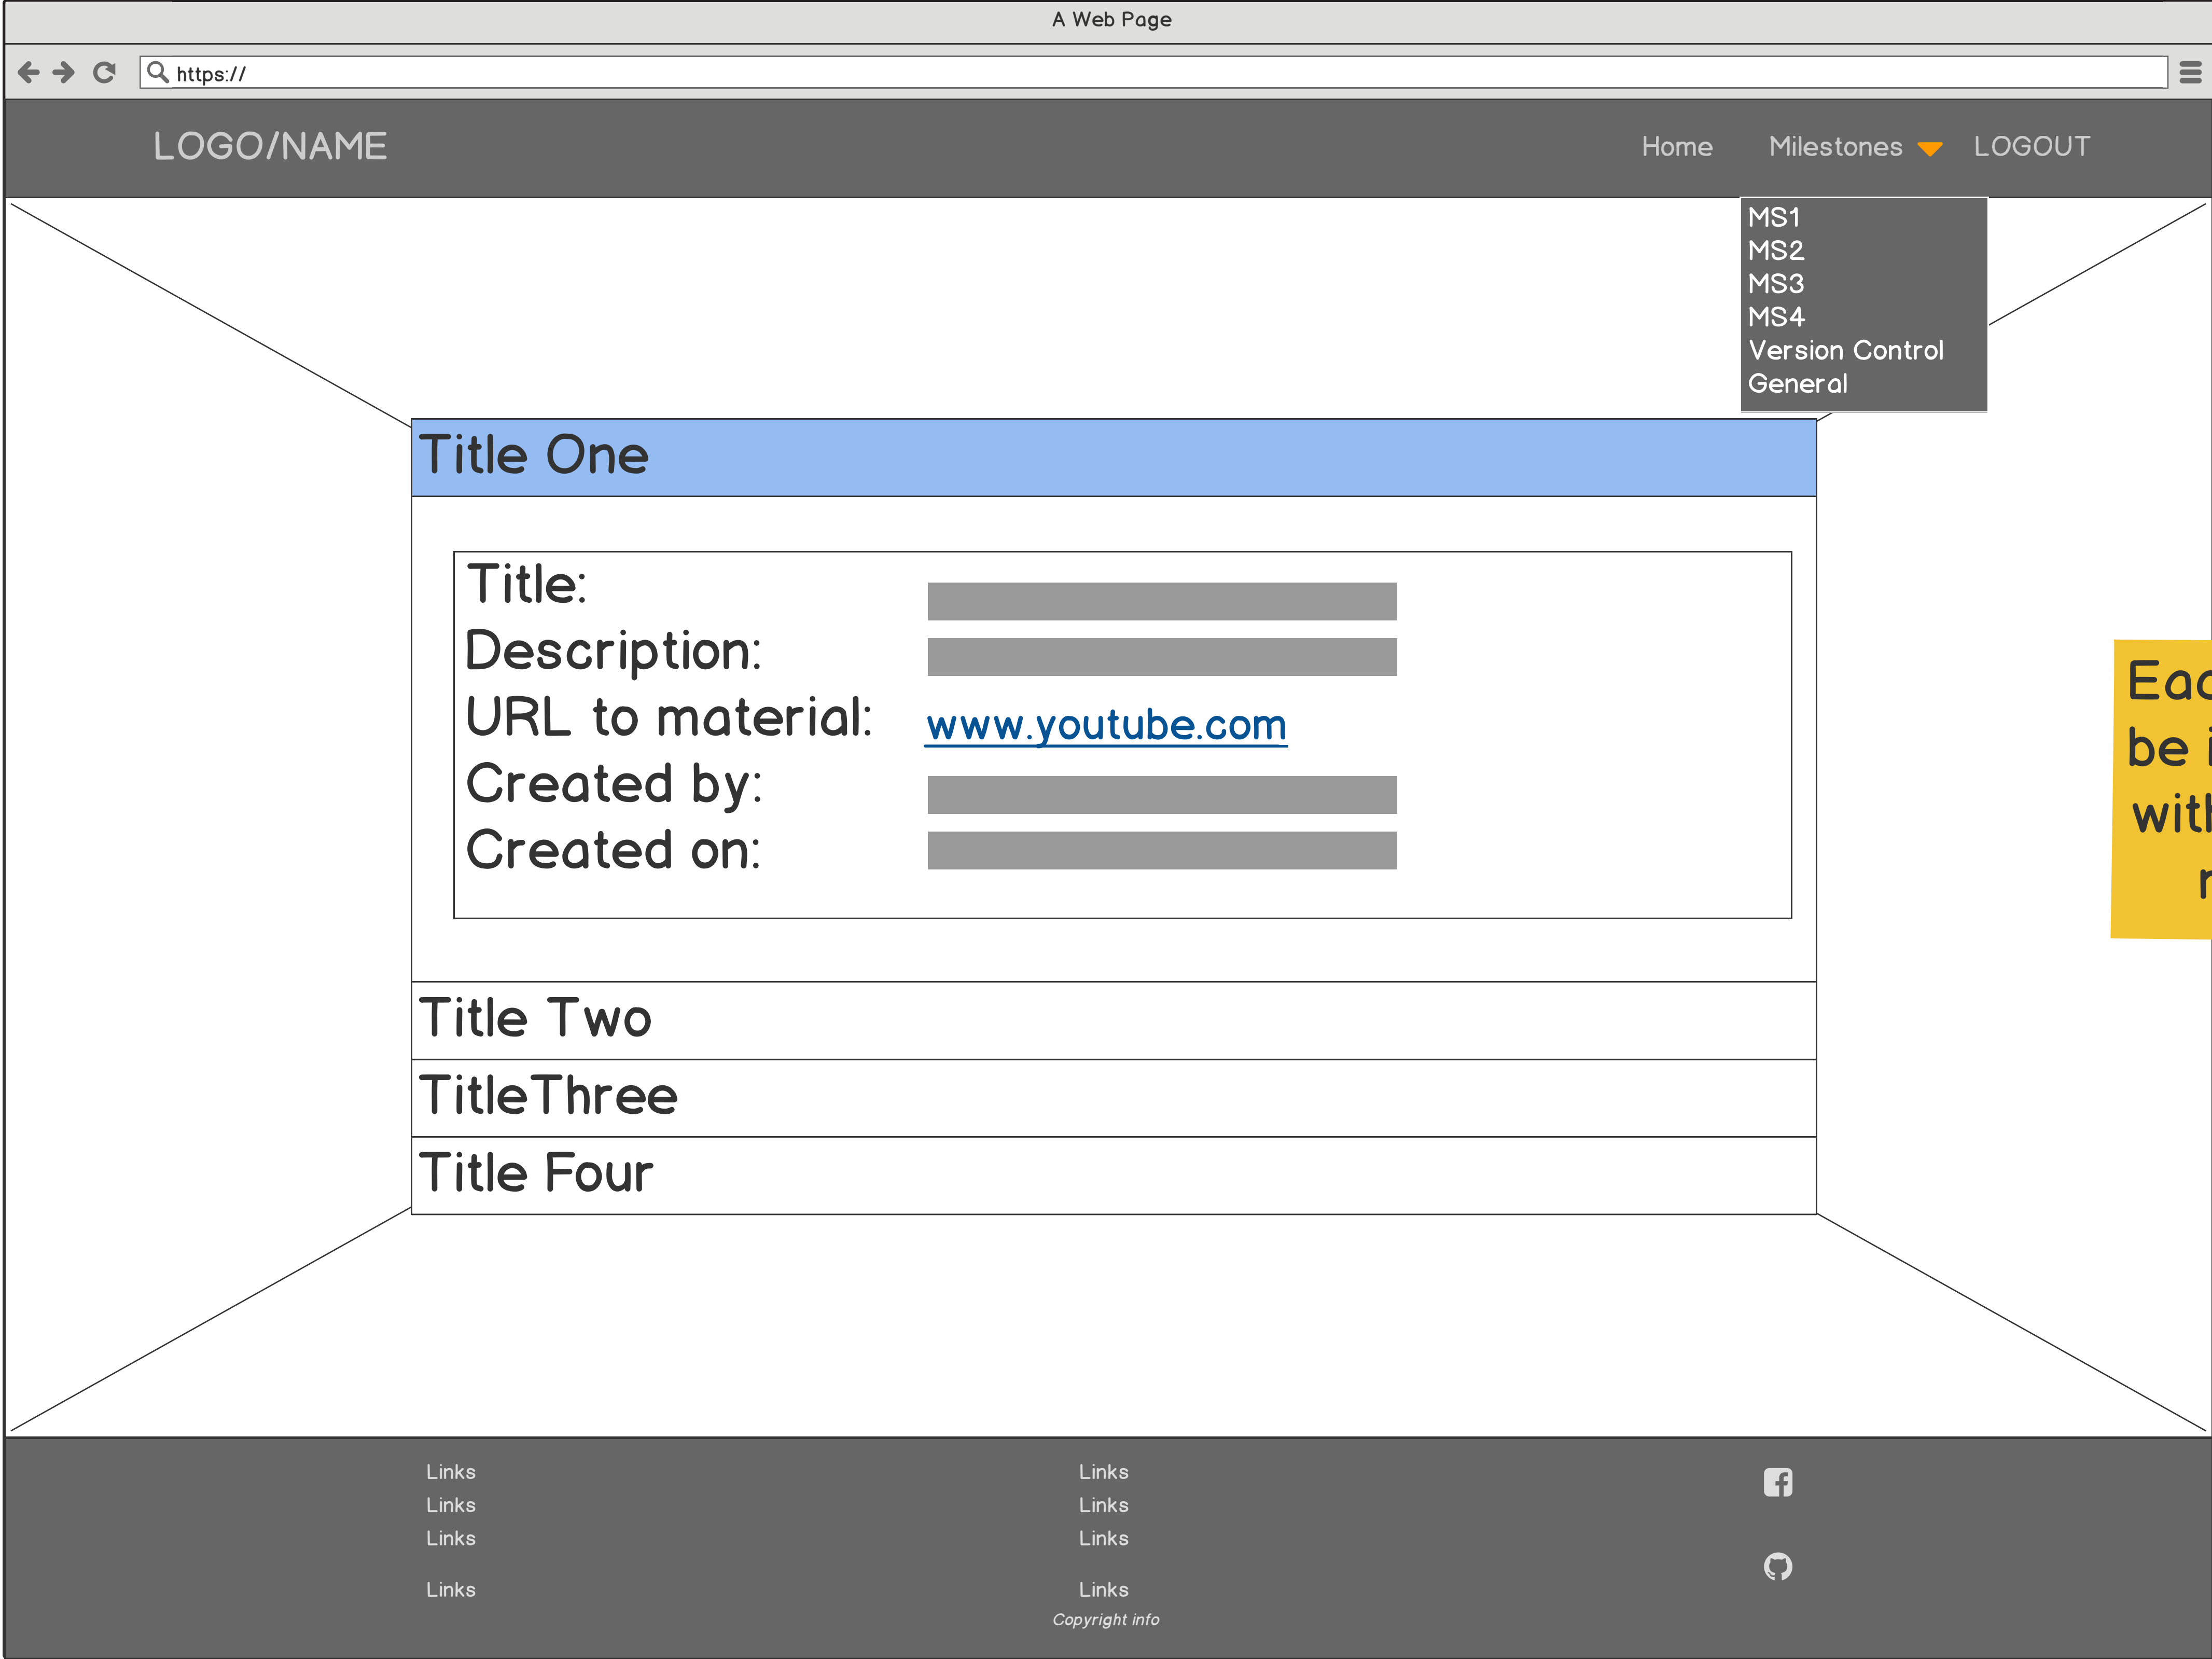 A Web Page
https://
LOGO/NAME
Home Milestones LOGOUT
MS1
MS2
MS3
MS4
Version Control
General
Title One
Title:
Description:
URL to material: www.youtube.com
Created by:
Created on:
be
Title Two
TitleThree
Title Four
Links Links
Links Links
Links Links
Links Links
Copyright info